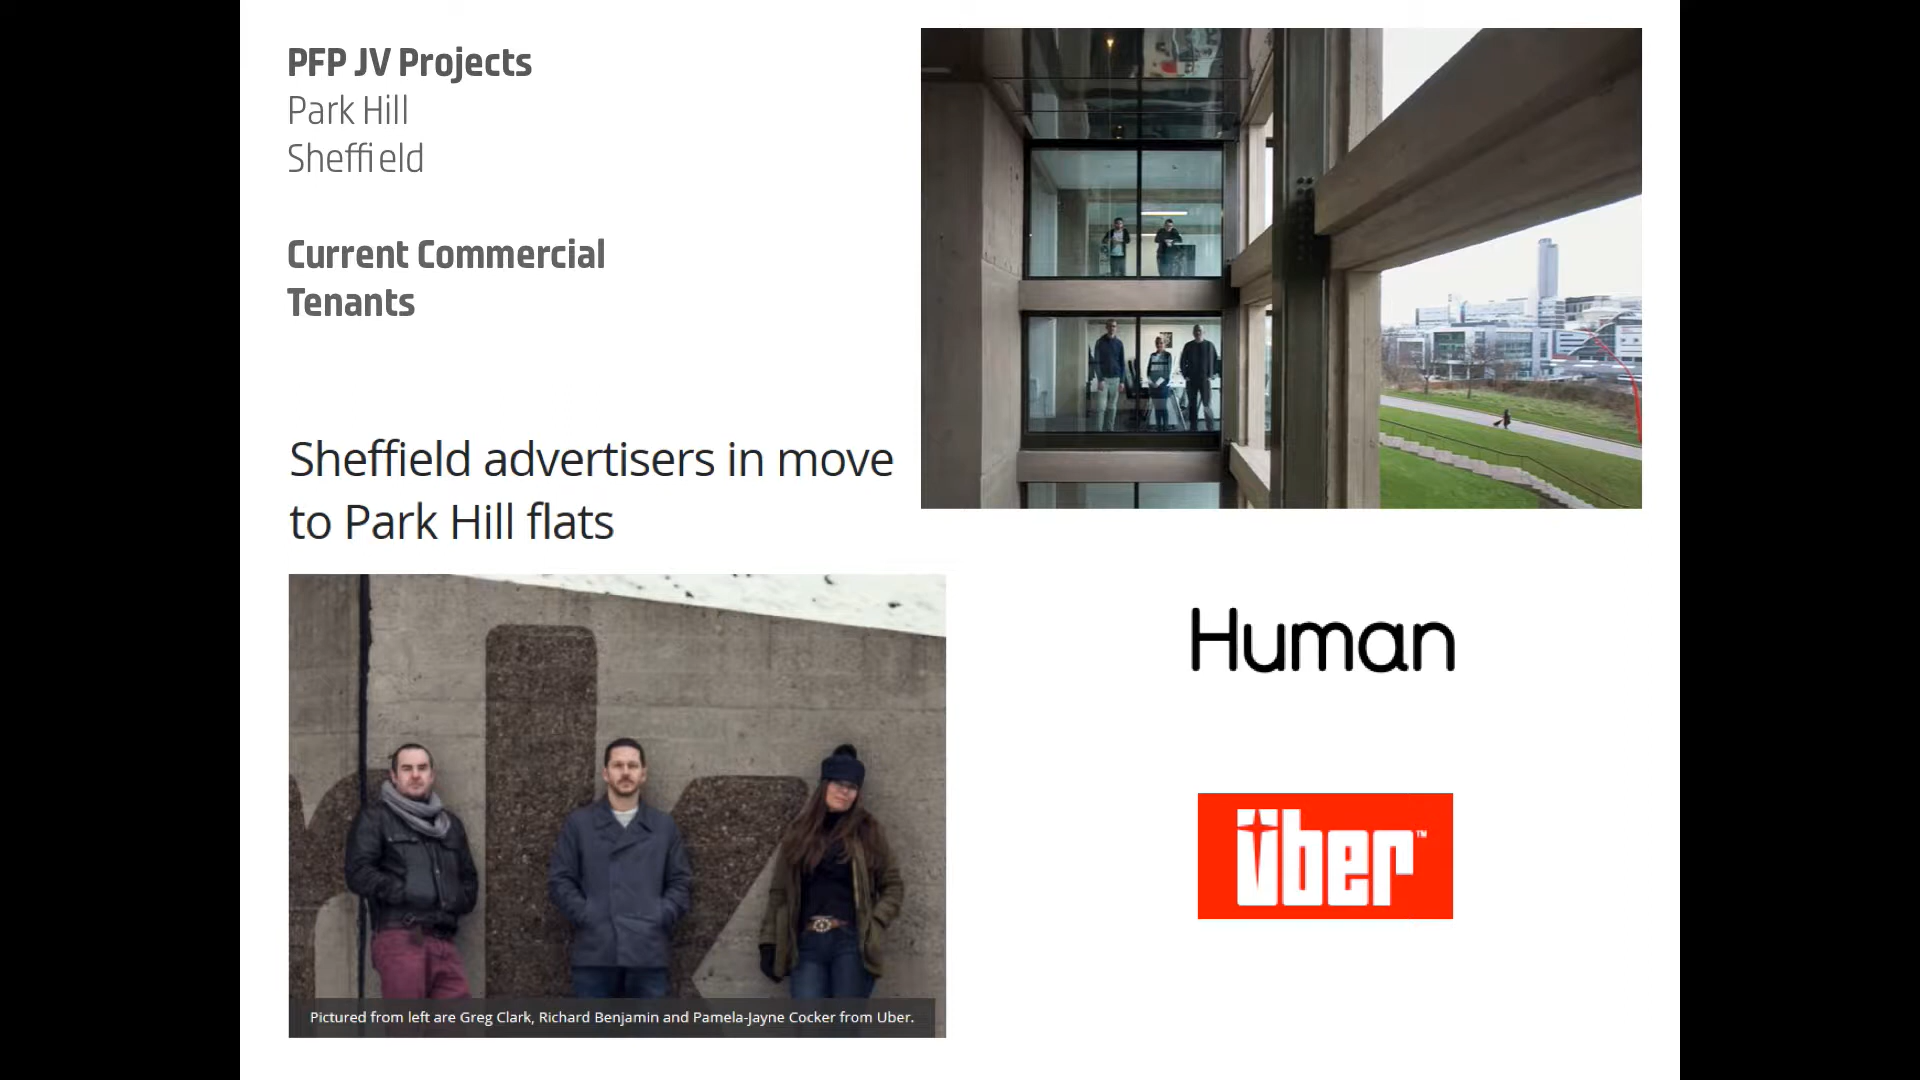 PFP JV Projects
Park Hill
Sheffield
Current Commercial
Tenants
Sheffield advertisers in move
to Park Hill flats
Pictured from left are Greg Clark, Richard Benjamin and Pamela-Jayne Cocker from Uber.
Human
über™